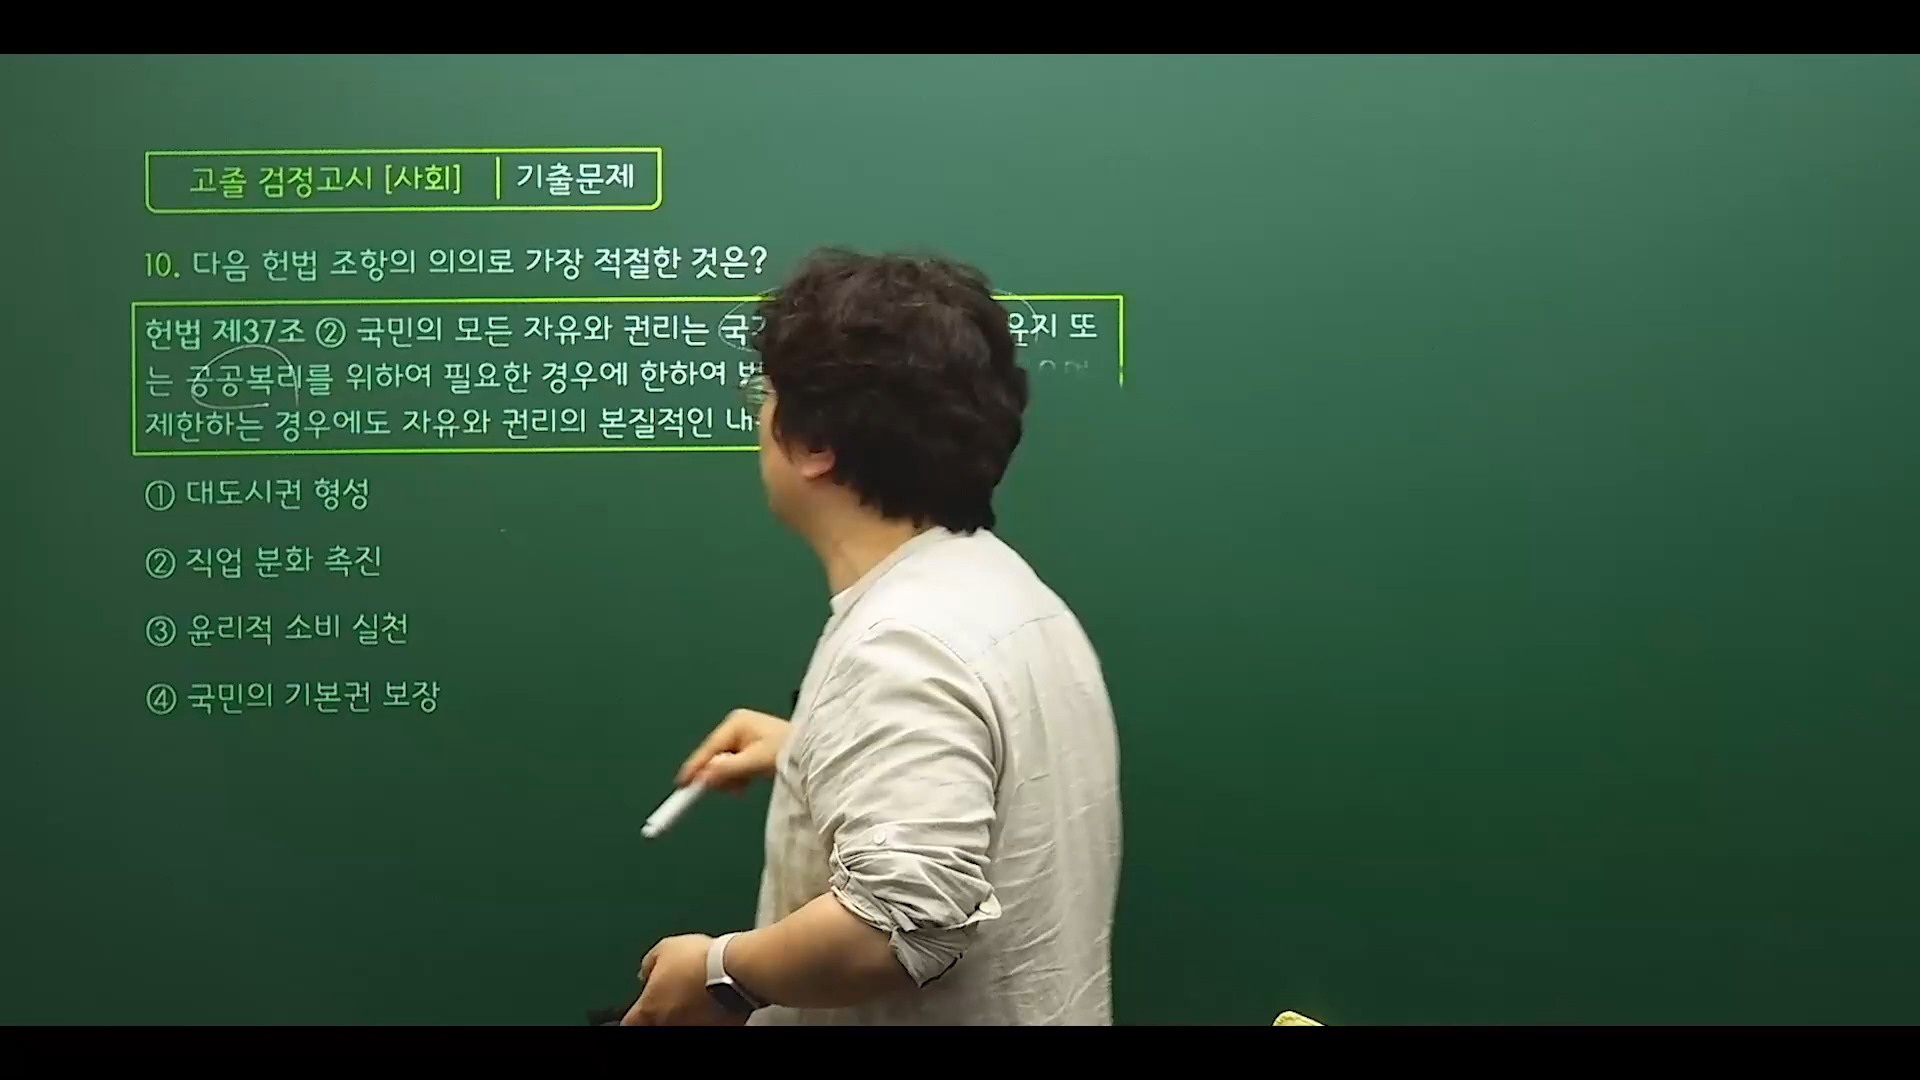 고졸 검정고시 [사회] 기출문제
10. 다음 헌법 조항의 의의로 가장 적절한 것은?
헌법 제37조 ② 국민의 모든 자유와 권리는 유지 또
는 공공복리를 위하여 필요한 경우에 한하여
제한하는 경우에도 자유와 권리의 본질적인
① 대도시권 형성
② 직업 분화 촉진
③ 윤리적 소비 실천
④ 국민의 기본권 보장